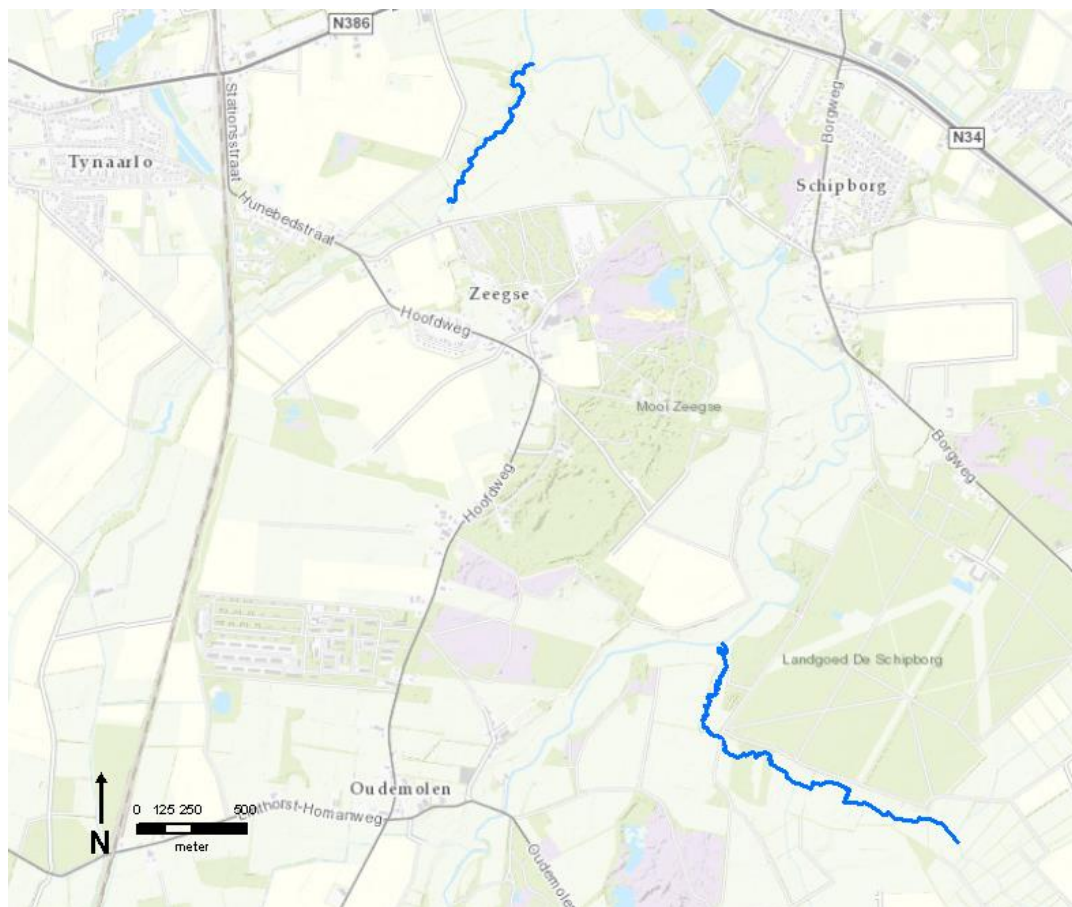 N386
Stationsstraat
Borgweg
N34
Tynaarlo
Schipborg
Hunebedstraat
Zeegse
Hoofdweg
Mooi Zeegse
Borgweg
Hoofdweg
Landgoed De Schipborg
Oudemolen
0 125 250 500
meter
N
Linthorst-Homanweg